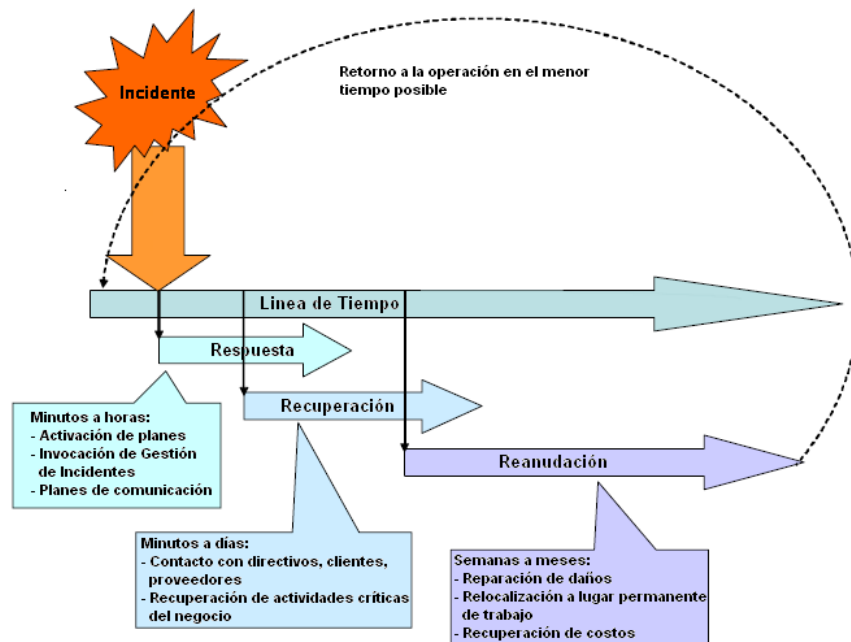 Incidente
Retorno a la operación en el menor
tiempo posible
Linea de Tiempo
Respuesta
Recuperación
Reanudación
Minutos a horas:
- Activación de planes
- Invocación de Gestión
de Incidentes
- Planes de comunicación
Minutos a días:
- Contacto con directivos, clientes,
proveedores
- Recuperación de actividades críticas
del negocio
Semanas a meses:
- Reparación de daños
- Relocalización a lugar permanente
de trabajo
- Recuperación de costos